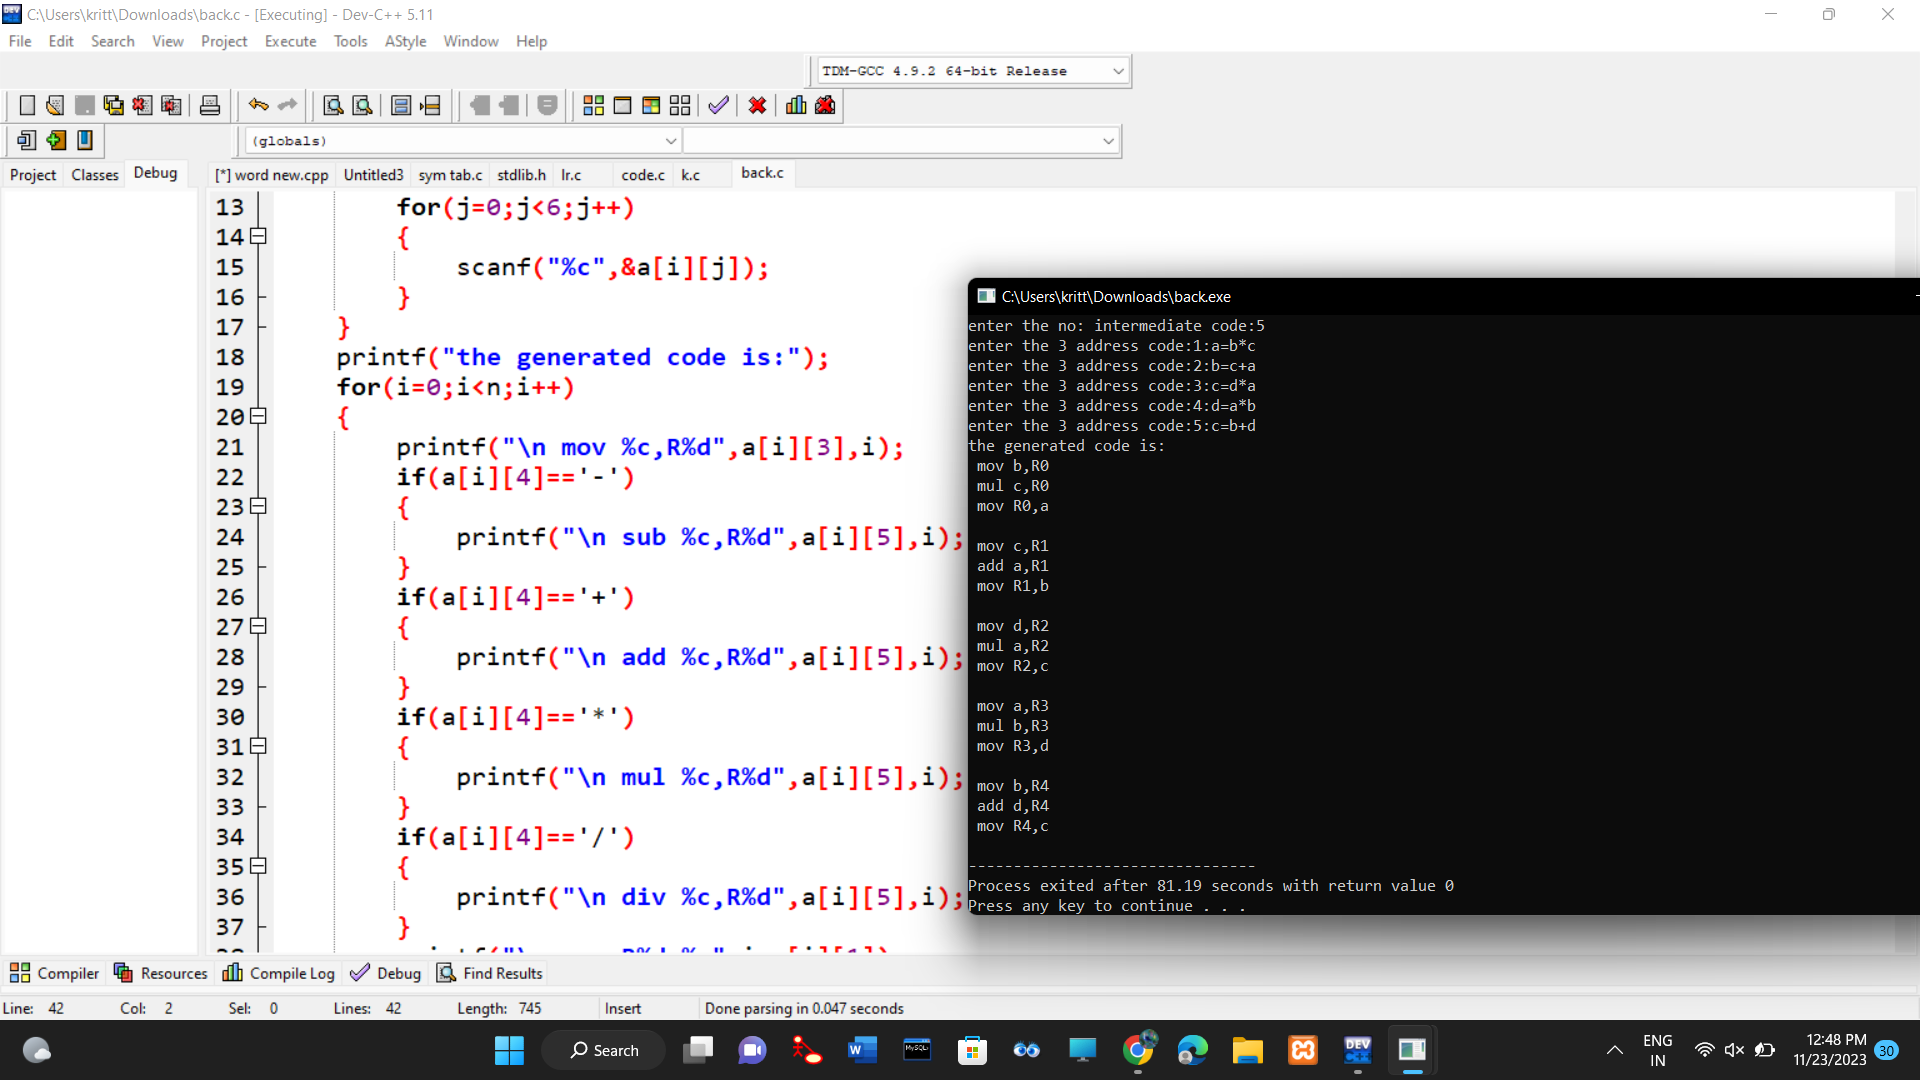 C:\Users\kritt\Downloads\back.c - [Executing] - Dev-C++ 5.11
File Edit Search View Project Execute Tools AStyle Window Help
TDM-GCC 4.9.2 64-bit Release
(globals)
Project Classes Debug
[*] word new.cpp Untitled3 sym tab.c stdlib.h lr.c code.c k.c back.c
13 for(j=0;j<6;j++)
14 {
15 scanf("%c",&a[i][j]);
16 }
17 }
18 printf("the generated code is:");
19 for(i=0;i<n;i++)
20 {
21 printf("\n mov %c,R%d",a[i][3],i);
22 if(a[i][4]=='-')
23 {
24 printf("\n sub %c,R%d",a[i][5],i);
25 }
26 if(a[i][4]=='+')
27 {
28 printf("\n add %c,R%d",a[i][5],i);
29 }
30 if(a[i][4]=='*')
31 {
32 printf("\n mul %c,R%d",a[i][5],i);
33 }
34 if(a[i][4]=='/')
35 {
36 printf("\n div %c,R%d",a[i][5],i);
37 }
C:\Users\kritt\Downloads\back.exe
enter the no: intermediate code:5
enter the 3 address code:1:a=b*c
enter the 3 address code:2:b=c+a
enter the 3 address code:3:c=d*a
enter the 3 address code:4:d=a*b
enter the 3 address code:5:c=b+d
the generated code is:
mov b,R0
mul c,R0
mov R0,a
mov c,R1
add a,R1
mov R1,b
mov d,R2
mul a,R2
mov R2,c
mov a,R3
mul b,R3
mov R3,d
mov b,R4
add d,R4
mov R4,c
--------------------------------
Process exited after 81.19 seconds with return value 0
Press any key to continue . . .
Compiler Resources Compile Log Debug Find Results
Line: 42 Col: 2 Sel: 0 Lines: 42 Length: 745 Insert Done parsing in 0.047 seconds
Search
ENG
IN
12:48 PM
11/23/2023
30